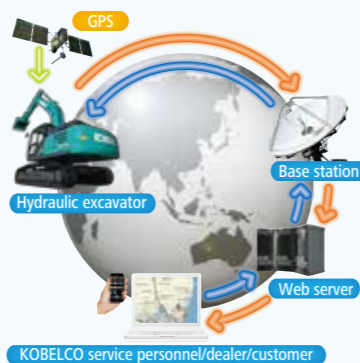 GPS
Hydraulic excavator
Base station
Web server
KOBELCO service personnel/dealer/customer